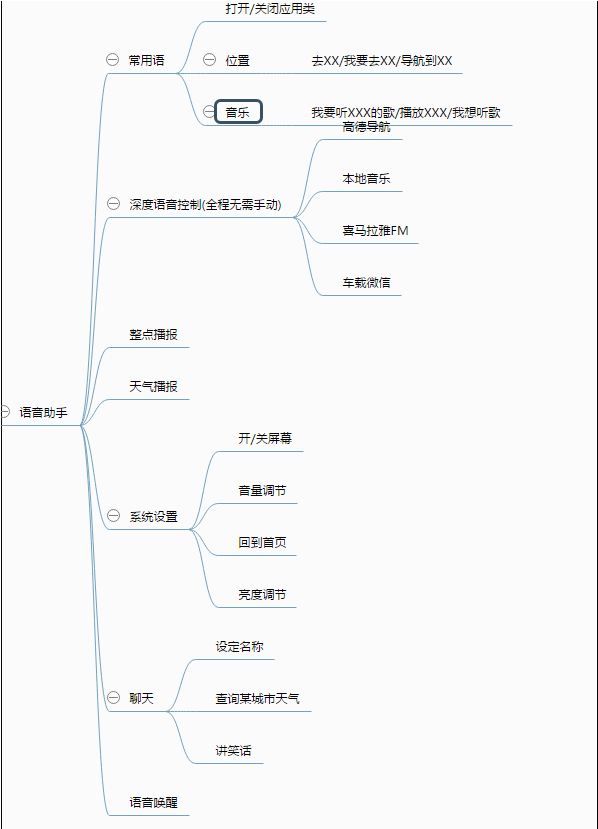 打开/关闭应用类
常用语
位置
去XX/我要去XX/导航到XX
音乐
我要听XXX的歌/播放XXX/我想听歌
高德导航
深度语音控制(全程无需手动)
本地音乐
喜马拉雅FM
车载微信
整点播报
天气播报
语音助手
开/关屏幕
音量调节
系统设置
回到首页
亮度调节
设定名称
聊天
查询某城市天气
讲笑话
语音唤醒